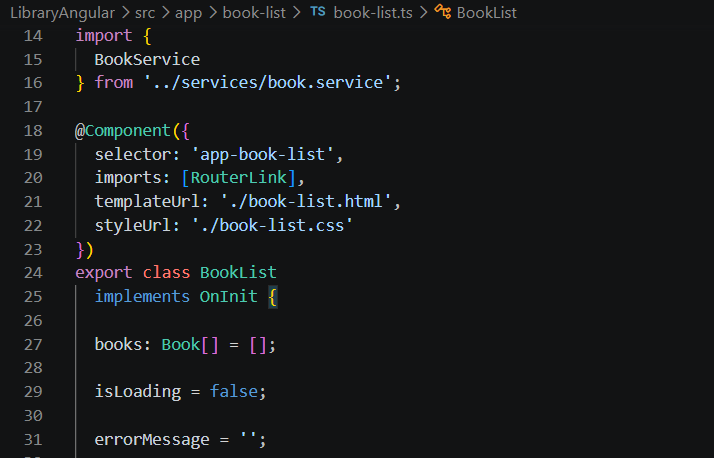 LibraryAngular > src > app > book-list > TS book-list.ts > BookList
14 import {
15   BookService
16 } from '../services/book.service';
17
18 @Component({
19   selector: 'app-book-list',
20   imports: [RouterLink],
21   templateUrl: './book-list.html',
22   styleUrl: './book-list.css'
23 })
24 export class BookList
25   implements OnInit {
26
27   books: Book[] = [];
28
29   isLoading = false;
30
31   errorMessage = '';